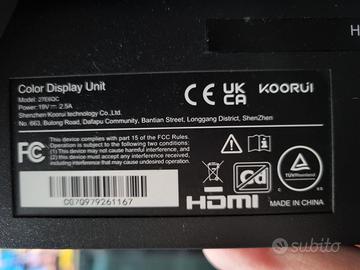 H
Color Display Unit
Model: 27E6QC
Power: 19V ⎓ 2.5A
Shenzhen Koorui technology Co.,Ltd.
No. 663, Bulong Road, Dafapu Community, Bantian Street, Longgang District, ShenZhen
CE UK CA KOORUI
FC
This device complies with part 15 of the FCC Rules.
Operation is subject to the following two conditions:
(1) This device may not cause harmful interference, and
(2) this device must accept any interference received,
including interference that may cause undesired operation.
C07Q979261167
Cd
HDMI
TÜVRheinland
MADE IN CHINA
subito